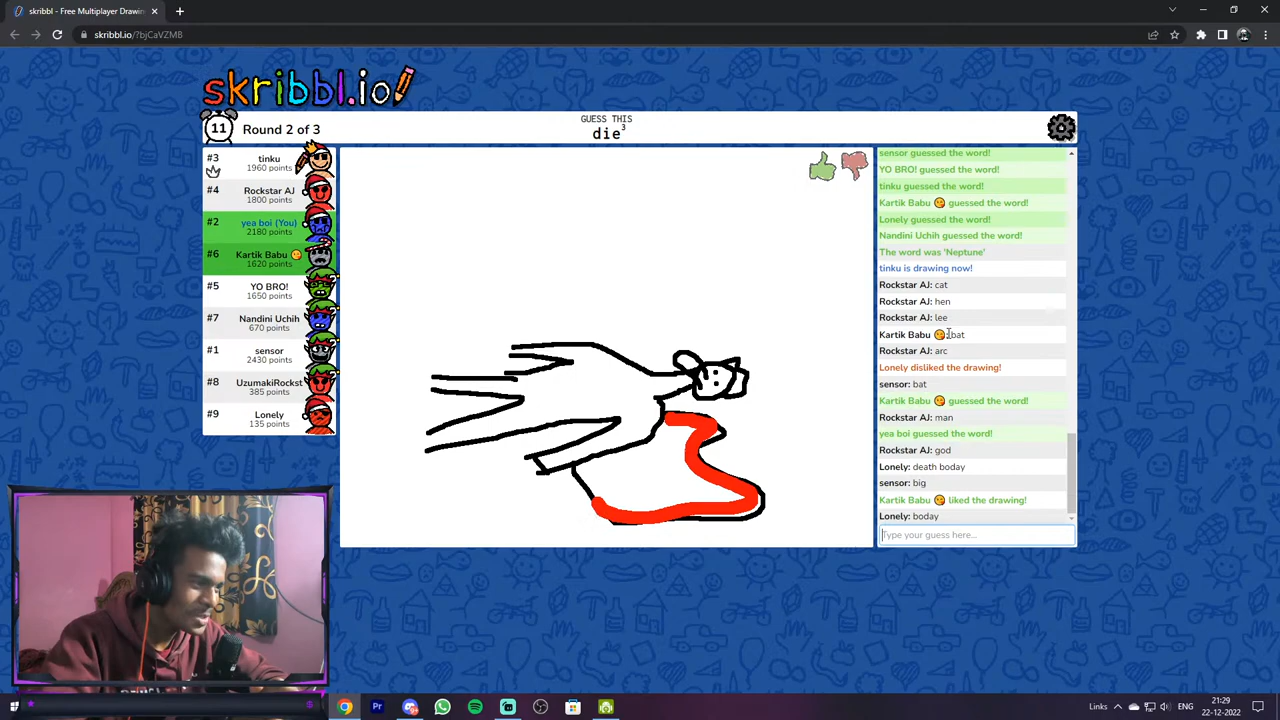 skribbl - Free Multiplayer Drawin
skribbl.io/?bjCaVZM8
skribbl.io
11
Round 2 of 3
GUESS THIS
die 3
#3 tinku
1960 points
#4 Rockstar AJ
1800 points
#2 yea boi (You)
2180 points
#6 Kartik Babu 😋
1620 points
#5 YO BRO!
1650 points
#7 Nandini Uchih
670 points
#1 sensor
2430 points
#8 UzumakiRockst
385 points
#9 Lonely
135 points
sensor guessed the word!
YO BRO! guessed the word!
tinku guessed the word!
Kartik Babu 😋 guessed the word!
Lonely guessed the word!
Nandini Uchih guessed the word!
The word was 'Neptune'
tinku is drawing now!
Rockstar AJ: cat
Rockstar AJ: hen
Rockstar AJ: lee
Kartik Babu 😋: bat
Rockstar AJ: arc
Lonely disliked the drawing!
sensor: bat
Kartik Babu 😋 guessed the word!
Rockstar AJ: man
yea boi guessed the word!
Rockstar AJ: god
Lonely: death boday
sensor: big
Kartik Babu 😋 liked the drawing!
Lonely: boday
Type your guess here...
Links
ENG
21:29
22-12-2022